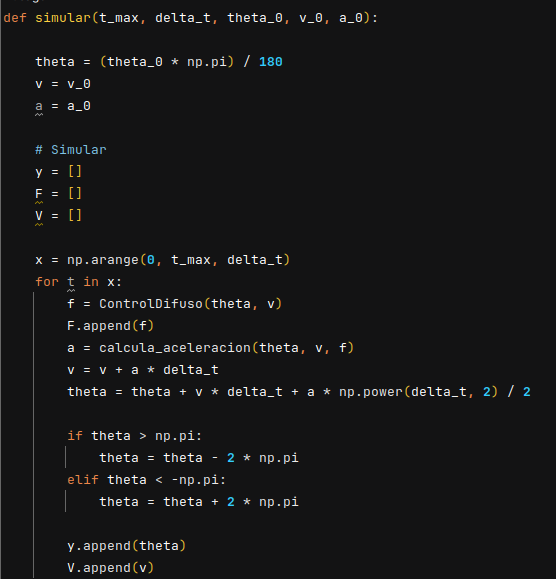 def simular(t_max, delta_t, theta_0, v_0, a_0):
theta = (theta_0 * np.pi) / 180
v = v_0
a = a_0
# Simular
y = []
F = []
V = []
x = np.arange(0, t_max, delta_t)
for t in x:
f = ControlDifuso(theta, v)
F.append(f)
a = calcula_aceleracion(theta, v, f)
v = v + a * delta_t
theta = theta + v * delta_t + a * np.power(delta_t, 2) / 2
if theta > np.pi:
theta = theta - 2 * np.pi
elif theta < -np.pi:
theta = theta + 2 * np.pi
y.append(theta)
V.append(v)